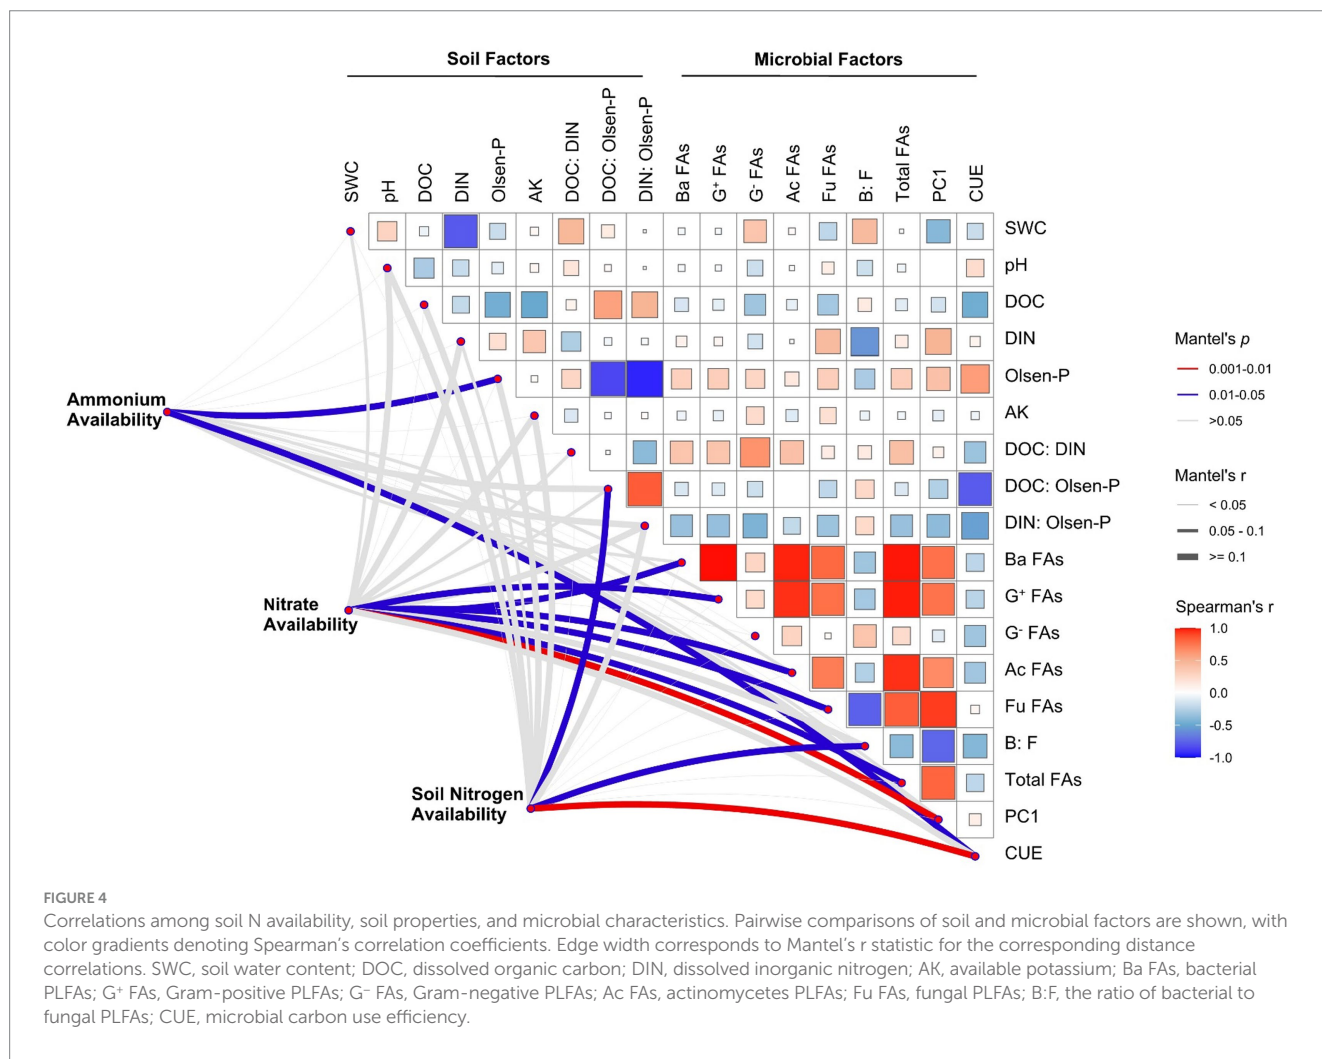 Soil Factors
Microbial Factors
SWC
pH
DOC
DIN
Olsen-P
AK
DOC: DIN
DOC: Olsen-P
DIN: Olsen-P
Ba FAs
G⁺ FAs
G⁻ FAs
Ac FAs
Fu FAs
B: F
Total FAs
PC1
CUE
SWC
pH
DOC
DIN
Olsen-P
AK
DOC: DIN
DOC: Olsen-P
DIN: Olsen-P
Ba FAs
G⁺ FAs
G⁻ FAs
Ac FAs
Fu FAs
B: F
Total FAs
PC1
CUE
Ammonium
Availability
Nitrate
Availability
Soil Nitrogen
Availability
Mantel's p
0.001-0.01
0.01-0.05
>0.05
Mantel's r
< 0.05
0.05 - 0.1
>= 0.1
Spearman's r
1.0
0.5
0.0
-0.5
-1.0
FIGURE 4
Correlations among soil N availability, soil properties, and microbial characteristics. Pairwise comparisons of soil and microbial factors are shown, with
color gradients denoting Spearman's correlation coefficients. Edge width corresponds to Mantel's r statistic for the corresponding distance
correlations. SWC, soil water content; DOC, dissolved organic carbon; DIN, dissolved inorganic nitrogen; AK, available potassium; Ba FAs, bacterial
PLFAs; G⁺ FAs, Gram-positive PLFAs; G⁻ FAs, Gram-negative PLFAs; Ac FAs, actinomycetes PLFAs; Fu FAs, fungal PLFAs; B:F, the ratio of bacterial to
fungal PLFAs; CUE, microbial carbon use efficiency.